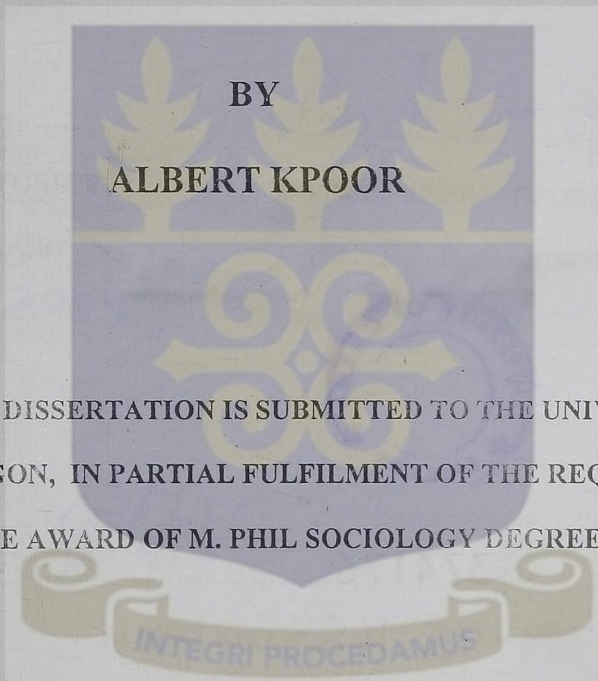 BY
ALBERT KPOOR
DISSERTATION IS SUBMITTED TO THE UNIV
SON, IN PARTIAL FULFILMENT OF THE REQ
E AWARD OF M. PHIL SOCIOLOGY DEGREE
INTEGRI PROCEDAMUS